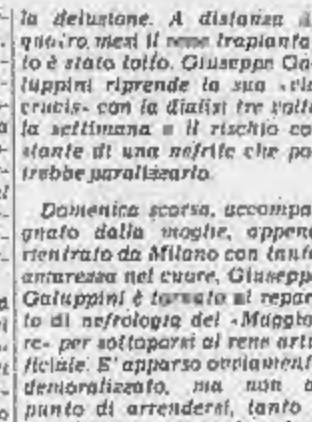 la delusione. A distanza di
quattro mesi il rene trapianta-
to è stato tolto. Giuseppe Ga-
luppini riprende la sua «via
crucis» con la dialisi tre volte
la settimana e il rischio co-
stante di una nefrite che po-
trebbe paralizzarlo.
Domenica scorsa, accompa-
gnato dalla moglie, appena
rientrato da Milano con tanta
amarezza nel cuore, Giuseppe
Galuppini è tornato al repar-
to di nefrologia del «Maggio-
re» per sottoporsi al rene arti-
ficiale. E' apparso ovviamente
demoralizzato, ma non a
punto di arrendersi, tanto